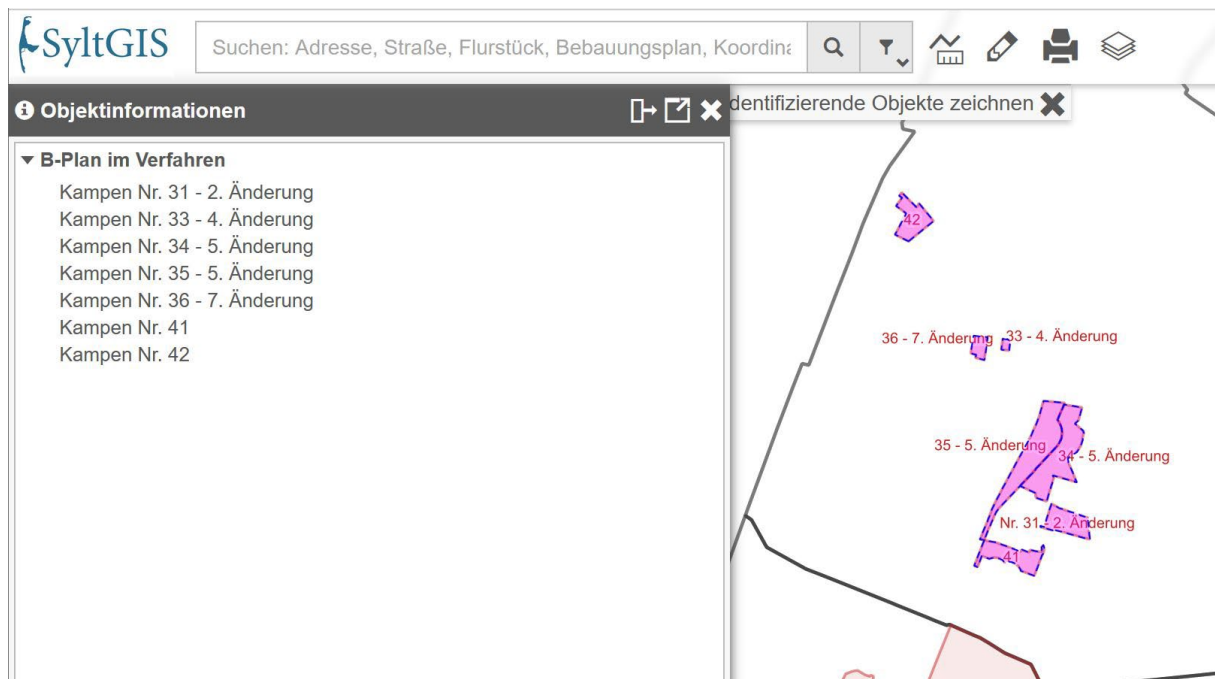 SyltGIS
Suchen: Adresse, Straße, Flurstück, Bebauungsplan, Koordina
Objektinformationen
dentifizierende Objekte zeichnen
B-Plan im Verfahren
Kampen Nr. 31 - 2. Änderung
Kampen Nr. 33 - 4. Änderung
Kampen Nr. 34 - 5. Änderung
Kampen Nr. 35 - 5. Änderung
Kampen Nr. 36 - 7. Änderung
Kampen Nr. 41
Kampen Nr. 42
42
36 - 7. Änderung
33 - 4. Änderung
35 - 5. Änderung
34 - 5. Änderung
Nr. 31 - 2. Änderung
41